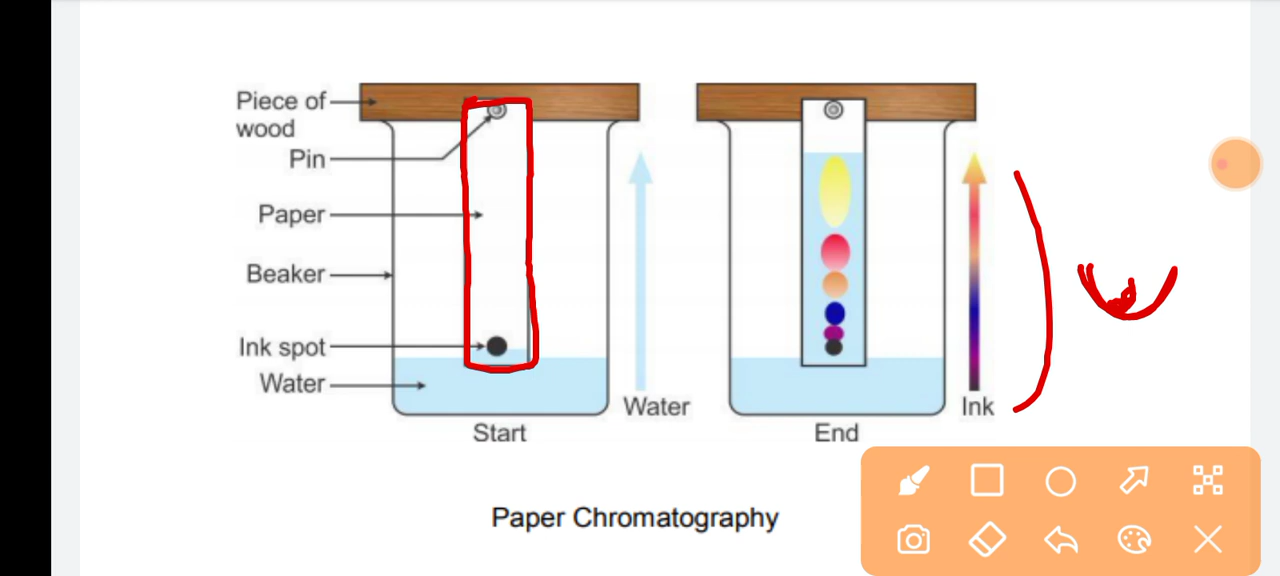 Piece of
wood
Pin
Paper
Beaker
Ink spot
Water
Water
Start
Ink
End
Paper Chromatography